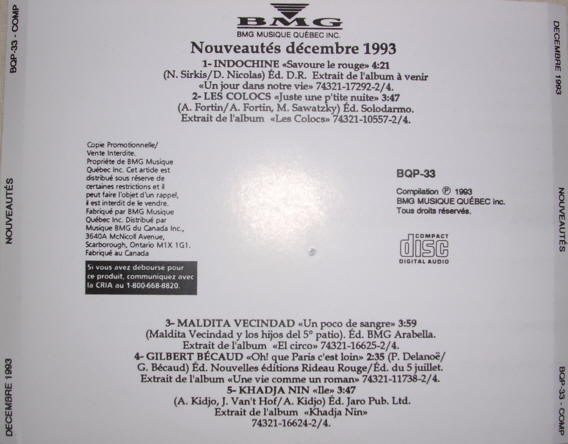 BMG
BMG MUSIQUE QUÉBEC INC.
Nouveautés décembre 1993
1- INDOCHINE «Savoure le rouge» 4:21
(N. Sirkis/D. Nicolas) Éd. D.R. Extrait de l'album à venir
«Un jour dans notre vie» 74321-17292-2/4.
2- LES COLOCS «Juste une p'tite nuite» 3:47
(A. Fortin/A. Fortin, M. Sawatzky) Éd. Solodarmo.
Extrait de l'album «Les Colocs» 74321-10557-2/4.
Copie Promotionnelle/
Vente Interdite.
Propriéte de BMG Musique
Québec Inc. Cet article est
distribué sous réserve de
certaines restrictions et il
peut faire l'objet d'un rappel,
il est interdit de le vendre.
Fabriqué par BMG Musique
Québec Inc. Distribué par
Musique BMG du Canada Inc.,
3640A McNicoll Avenue,
Scarborough, Ontario M1X 1G1.
Fabriqué au Canada
Si vous avez déboursé pour
ce produit, communiquez avec
la CRIA au 1-800-668-8820.
BQP-33
Compilation ℗ 1993
BMG MUSIQUE QUÉBEC Inc.
Tous droits réservés.
COMPACT
disc
DIGITAL AUDIO
3- MALDITA VECINDAD «Un poco de sangre» 3:59
(Maldita Vecindad y los hijos del 5° patio). Éd. BMG Arabella.
Extrait de l'album «El circo» 74321-16625-2/4.
4- GILBERT BÉCAUD «Oh! que Paris c'est loin» 2:35 (P. Delanoë/
G. Bécaud) Éd. Nouvelles éditions Rideau Rouge/Éd. du 5 juillet.
Extrait de l'album «Une vie comme un roman» 74321-11738-2/4.
5- KHADJA NIN «Ile» 3:47
(A. Kidjo, J. Van't Hof/A. Kidjo) Éd. Jaro Pub. Ltd.
Extrait de l'album «Khadja Nin»
74321-16624-2/4.
DECEMBRE 1993
NOUVEAUTÉS
BQP-33 - COMP
DECEMBRE 1993
NOUVEAUTÉS
BQP-33 - COMP